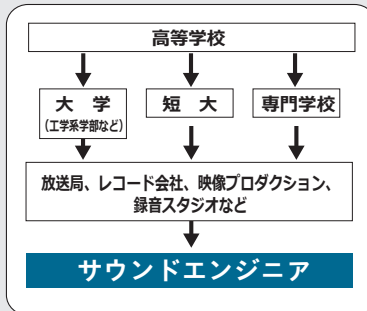 高等学校
大 学
（工学系学部など）
短 大
専門学校
放送局、レコード会社、映像プロダクション、
録音スタジオなど
サウンドエンジニア